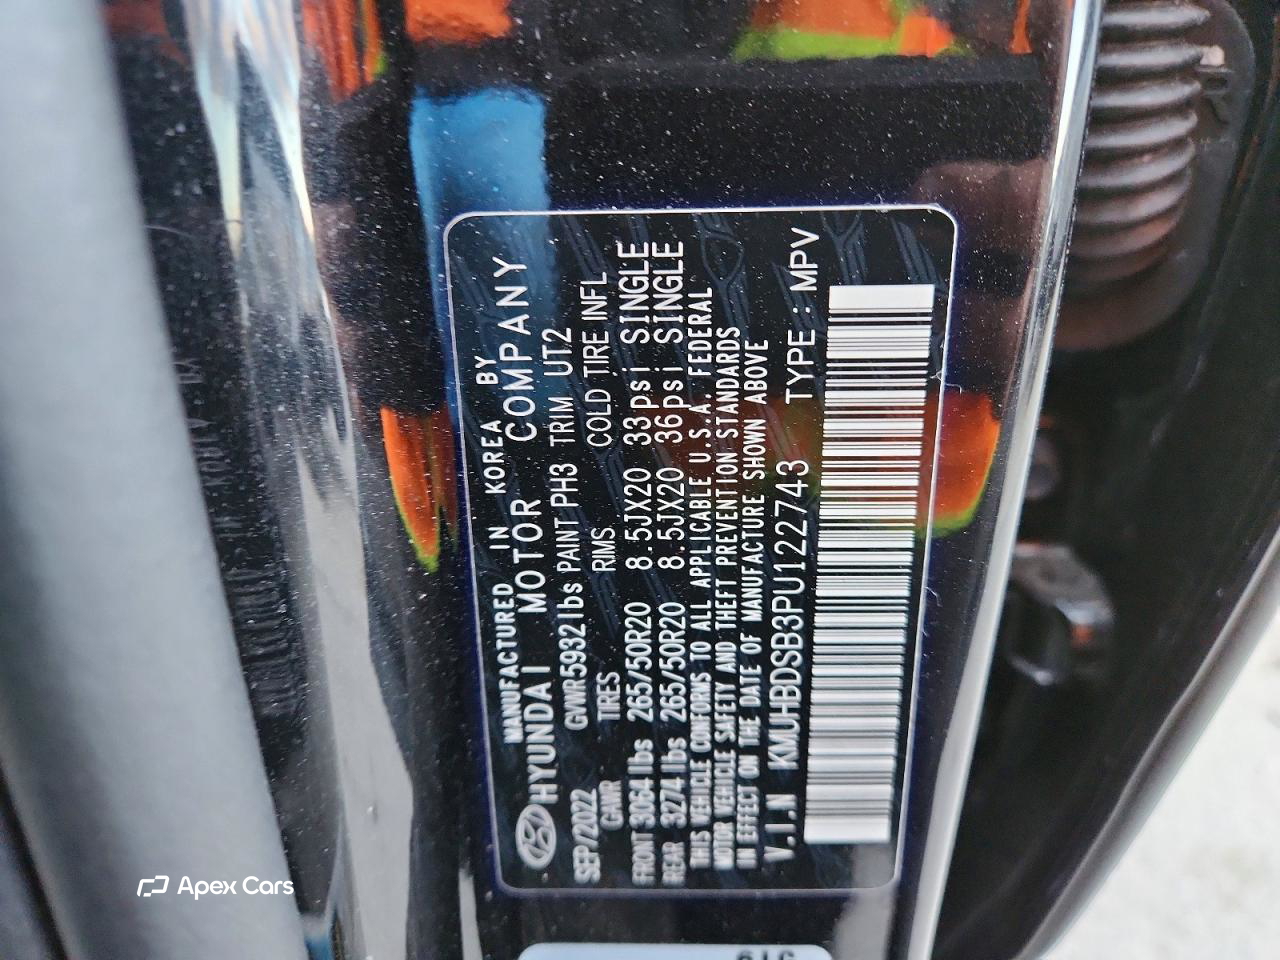 MANUFACTURED IN KOREA BY
HYUNDAI MOTOR COMPANY
SEP/2022 GVWR5932lbs PAINT PH3 TRIM UT2
GAWR TIRES RIMS COLD TIRE INFL
FRONT 3064lbs 265/50R20 8.5JX20 33psi SINGLE
REAR 3274lbs 265/50R20 8.5JX20 36psi SINGLE
THIS VEHICLE CONFORMS TO ALL APPLICABLE U.S.A. FEDERAL
MOTOR VEHICLE SAFETY AND THEFT PREVENTION STANDARDS
IN EFFECT ON THE DATE OF MANUFACTURE SHOWN ABOVE
V.I.N KMUHBDSB3PU122743 TYPE : MPV
Apex Cars